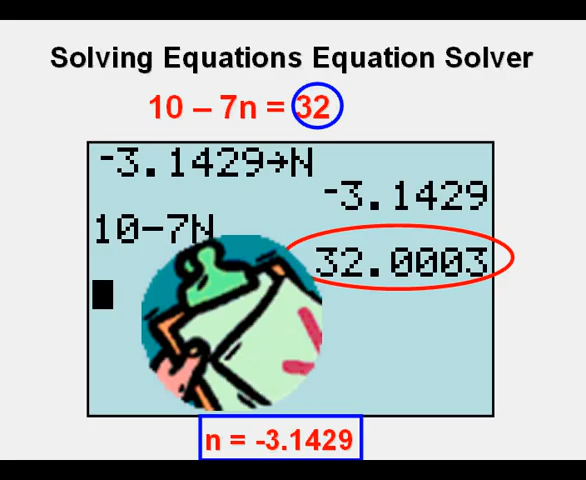 Solving Equations Equation Solver
10 – 7n = 32
-3.1429→N
-3.1429
10-7N
32.0003
n = -3.1429